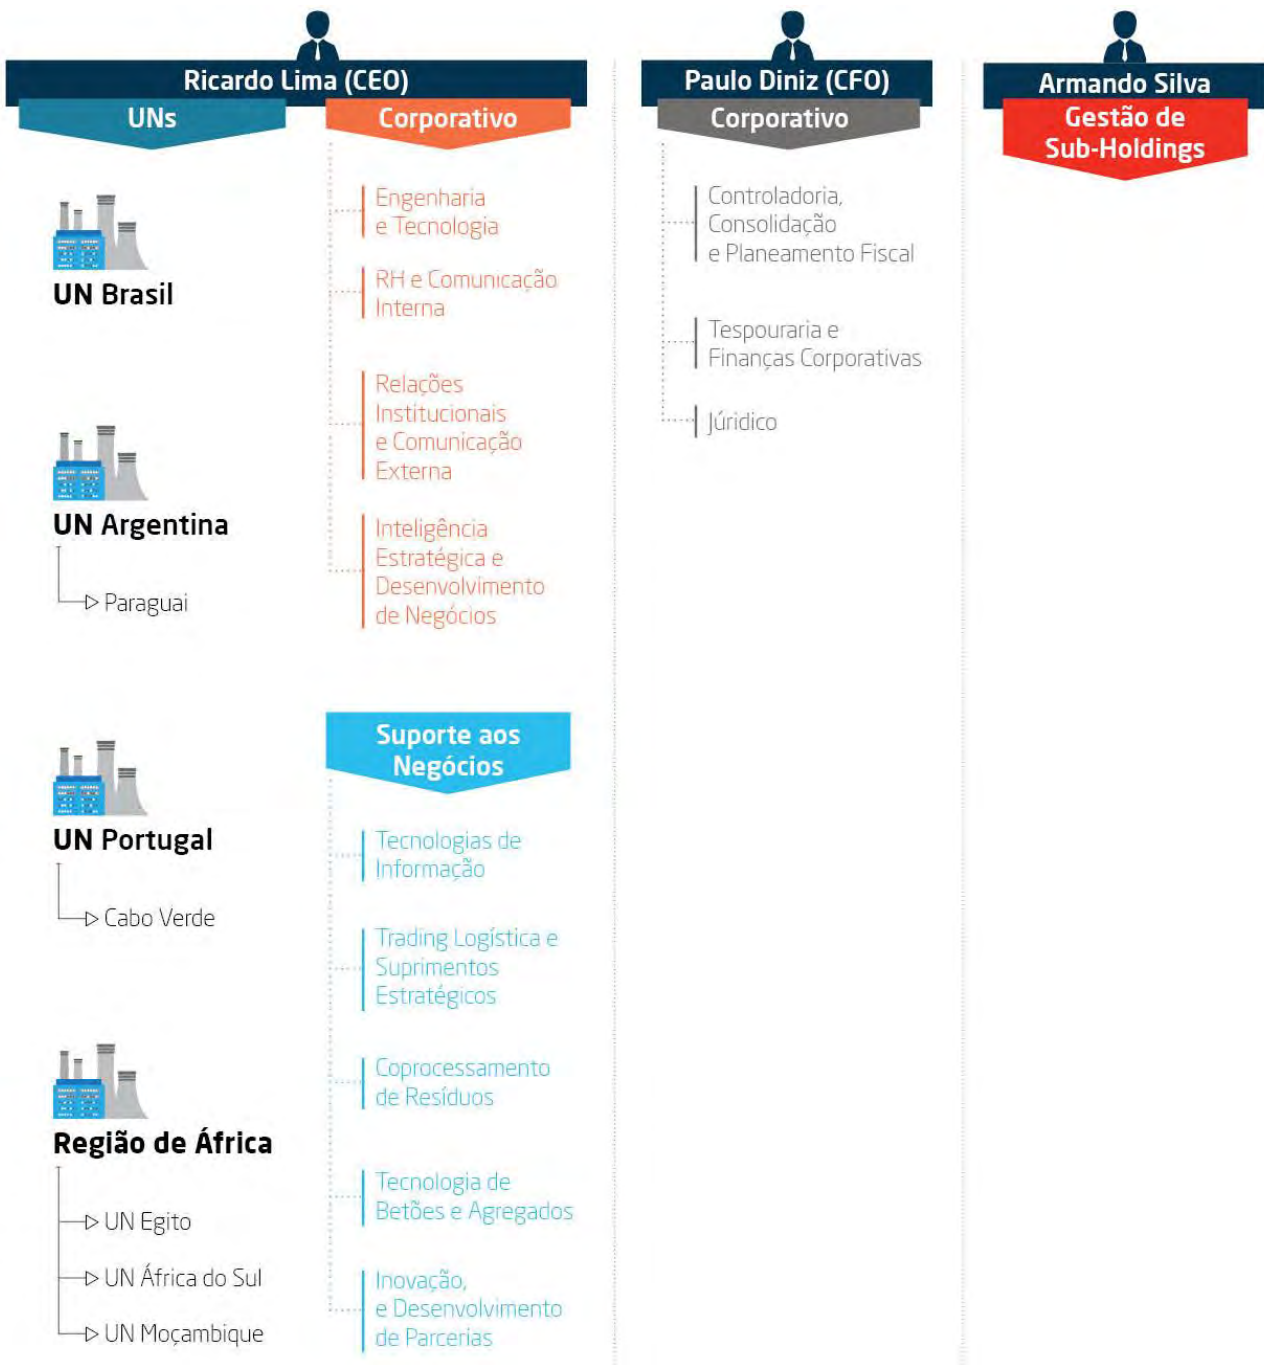 Ricardo Lima (CEO)
UNs
UN Brasil
UN Argentina
Paraguai
UN Portugal
Cabo Verde
Região de África
UN Egito
UN África do Sul
UN Moçambique
Corporativo
Engenharia
e Tecnologia
RH e Comunicação
Interna
Relações
Institucionais
e Comunicação
Externa
Inteligência
Estratégica e
Desenvolvimento
de Negócios
Suporte aos
Negócios
Tecnologias de
Informação
Trading Logística e
Suprimentos
Estratégicos
Coprocessamento
de Resíduos
Tecnologia de
Betões e Agregados
Inovação,
e Desenvolvimento
de Parcerias
Paulo Diniz (CFO)
Corporativo
Controladoria,
Consolidação
e Planeamento Fiscal
Tespouraria e
Finanças Corporativas
Júridico
Armando Silva
Gestão de
Sub-Holdings